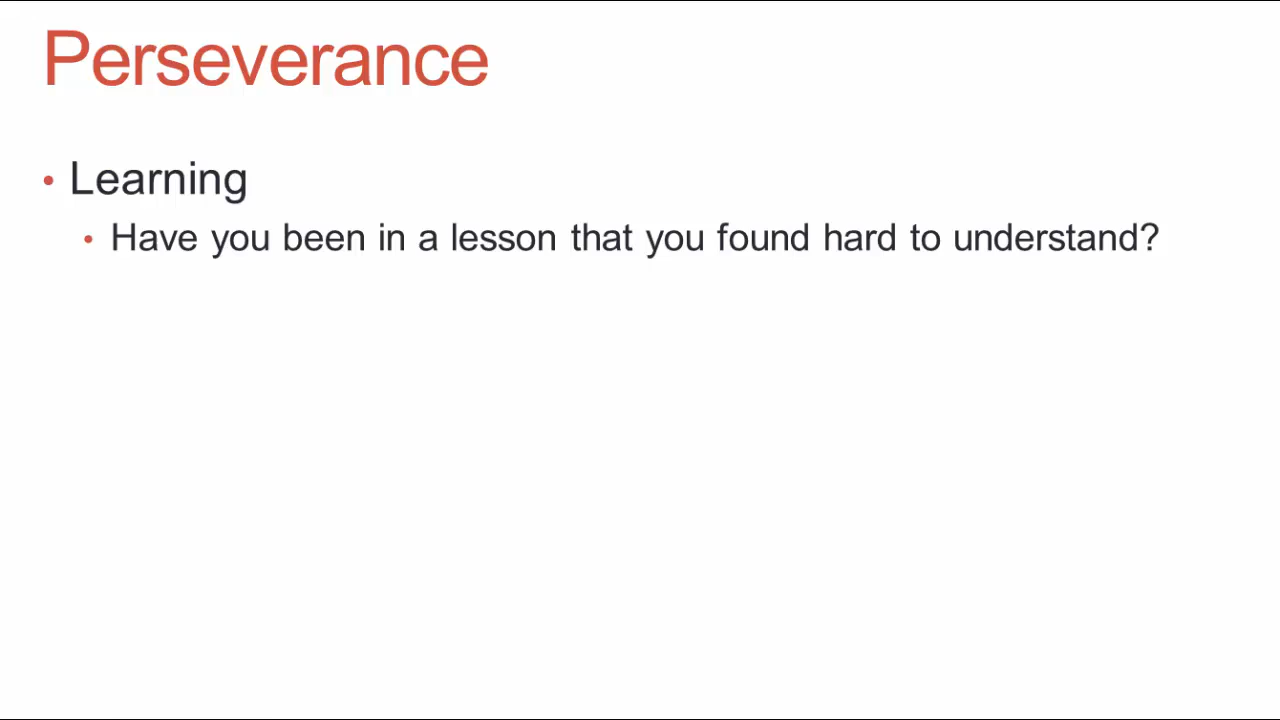 Perseverance
• Learning
• Have you been in a lesson that you found hard to understand?